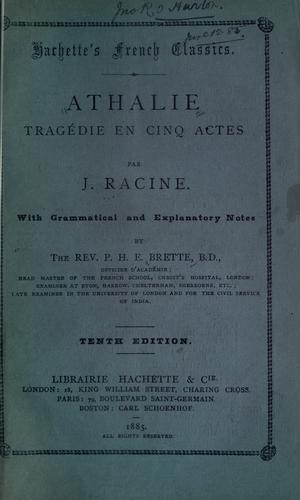 Jno R.
Hachette's French Classics.
ATHALIE
TRAGÉDIE EN CINQ ACTES
PAR
J. RACINE.
With Grammatical and Explanatory Notes
BY
THE REV. P. H. E. BRETTE, B.D.,
OFFICIER D'ACADÉMIE;
HEAD MASTER OF THE FRENCH SCHOOL, CHRIST'S HOSPITAL, LONDON;
EXAMINER AT ETON, HARROW, CHELTENHAM, SHERBORNE, ETC.;
LATE EXAMINER IN THE UNIVERSITY OF LONDON AND FOR THE CIVIL SERVICE
OF INDIA.
TENTH EDITION.
LIBRAIRIE HACHETTE & CIE.
LONDON: 18, KING WILLIAM STREET, CHARING CROSS.
PARIS: 79, BOULEVARD SAINT-GERMAIN.
BOSTON: CARL SCHOENHOF.
1885.
ALL RIGHTS RESERVED.